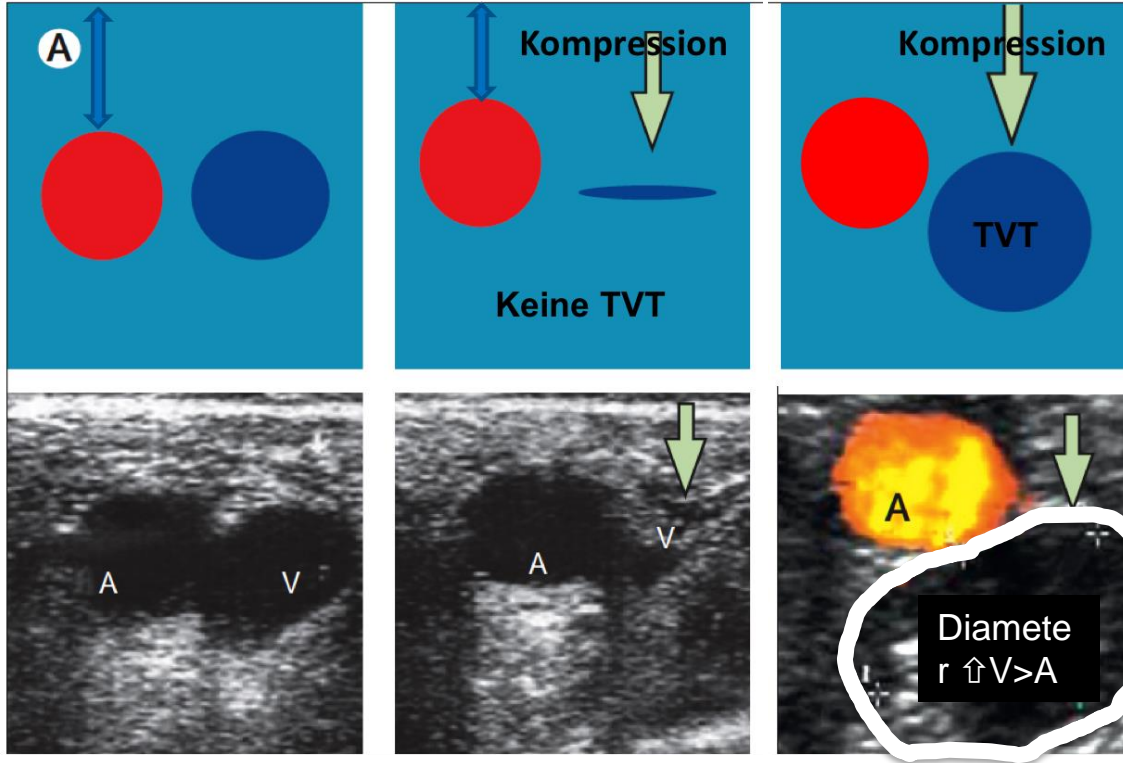 A
Kompression
Kompression
Keine TVT
TVT
A
V
A
V
A
Diamete
r ⇧V>A